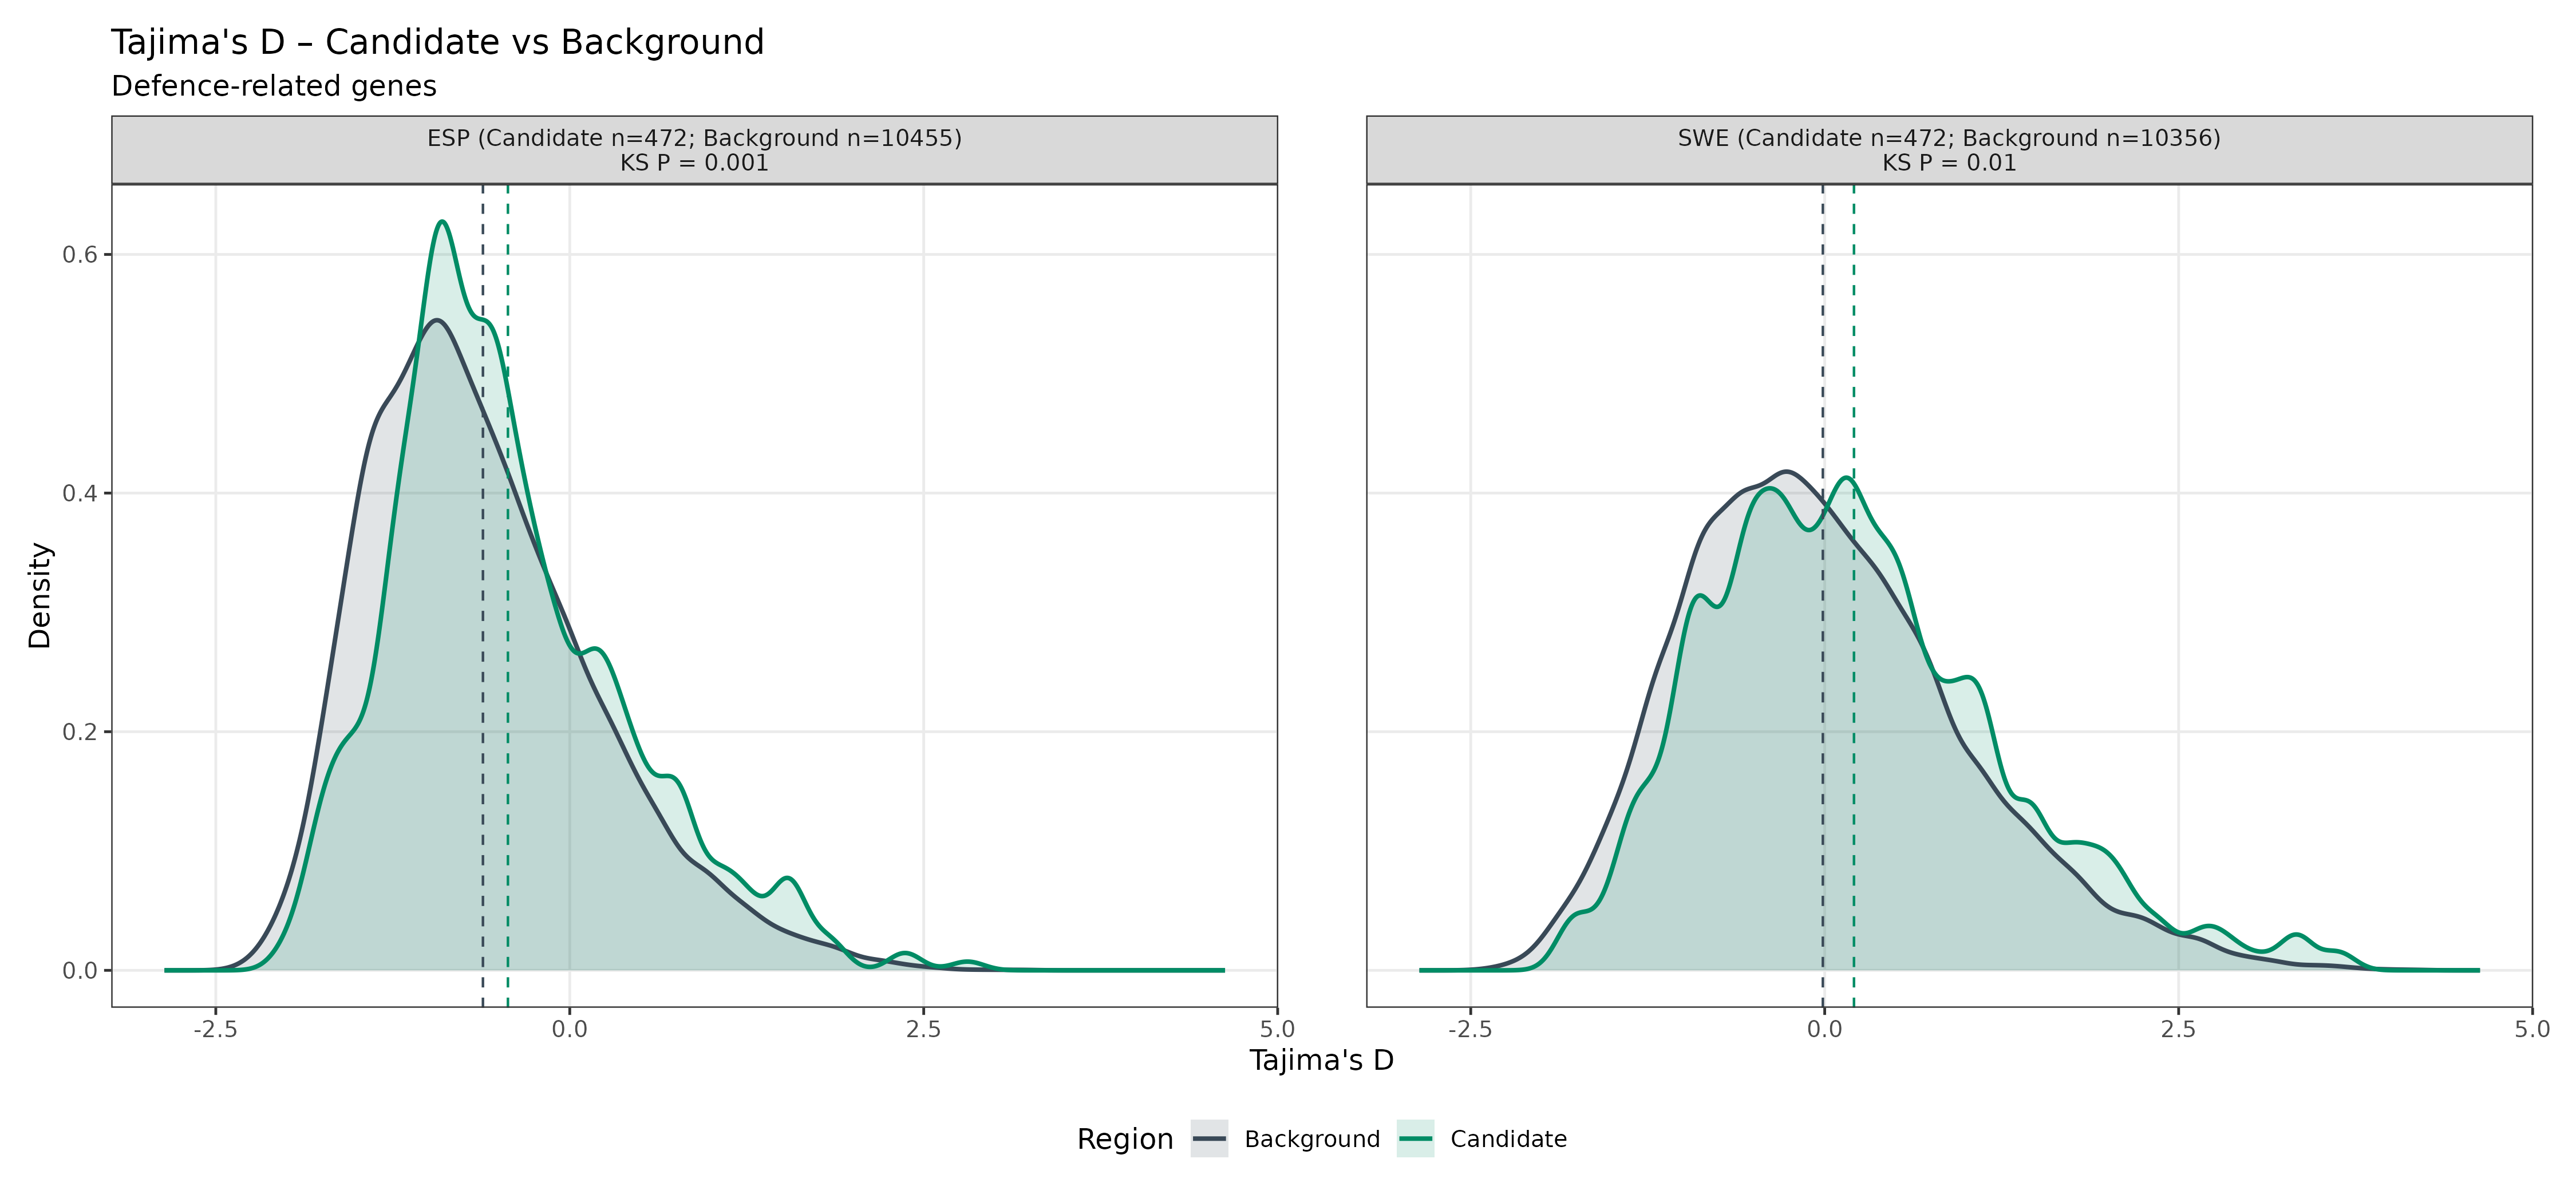 Tajima's D – Candidate vs Background
Defence-related genes
ESP (Candidate n=472; Background n=10455)
KS P = 0.001
SWE (Candidate n=472; Background n=10356)
KS P = 0.01
Density
0.6
0.4
0.2
0.0
-2.5
0.0
2.5
5.0
-2.5
0.0
2.5
5.0
Tajima's D
Region
Background
Candidate